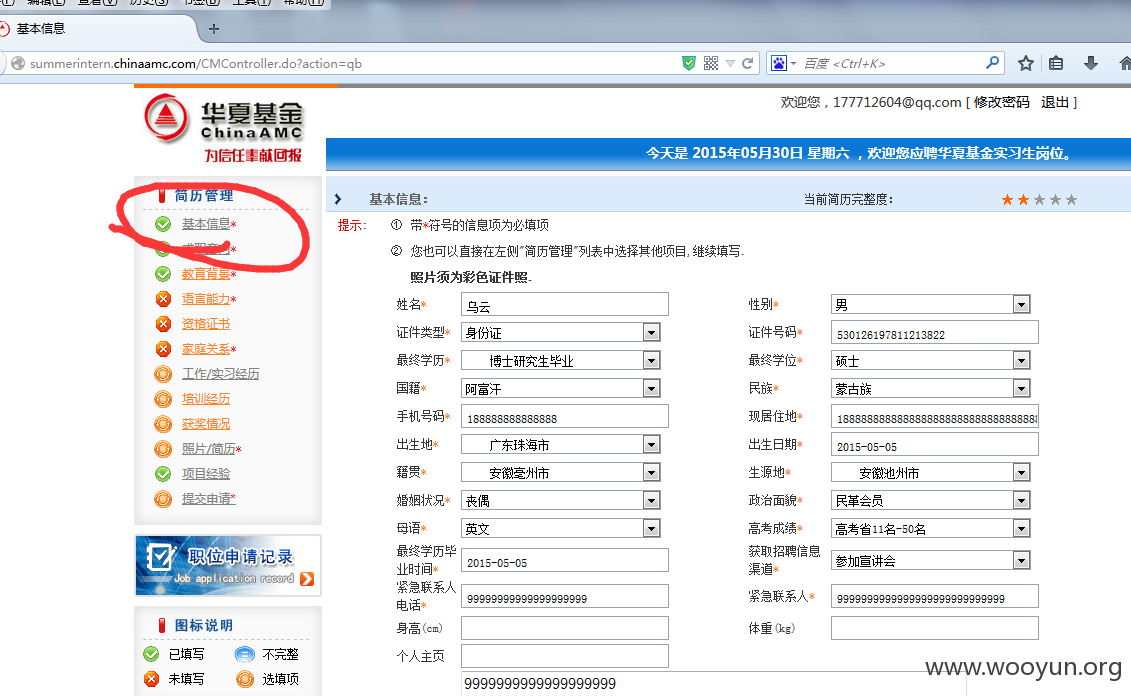 编辑(E) 查看(V) 历史(S) 书签(B) 工具(T) 帮助(H)
基本信息
summerintern.chinaamc.com/CMController.do?action=qb
百度 <Ctrl+K>
欢迎您，177712604@qq.com [ 修改密码 退出 ]
华夏基金
ChinaAMC
为信任奉献回报
今天是 2015年05月30日 星期六 ，欢迎您应聘华夏基金实习生岗位。
简历管理
基本信息*
求职意向*
教育背景*
语言能力*
资格证书
家庭关系*
工作/实习经历
培训经历
获奖情况
照片/简历*
项目经验
提交申请*
职位申请记录
Job application record
图标说明
已填写 不完整
未填写 选填项
基本信息： 当前简历完整度：
提示： ① 带*符号的信息项为必填项
② 您也可以直接在左侧"简历管理"列表中选择其他项目,继续填写.
照片须为彩色证件照.
姓名* 乌云 性别* 男
证件类型* 身份证 证件号码* 530126197811213822
最终学历* 博士研究生毕业 最终学位* 硕士
国籍* 阿富汗 民族* 蒙古族
手机号码* 188888888888888 现居住地* 1888888888888888888888888888888888
出生地* 广东珠海市 出生日期* 2015-05-05
籍贯* 安徽亳州市 生源地* 安徽池州市
婚姻状况* 丧偶 政治面貌* 民革会员
母语* 英文 高考成绩* 高考省11名-50名
最终学历毕业时间* 2015-05-05 获取招聘信息渠道* 参加宣讲会
紧急联系人电话* 99999999999999999999 紧急联系人* 9999999999999999999999999999
身高(cm) 体重(kg)
个人主页
9999999999999999999
www.wooyun.org